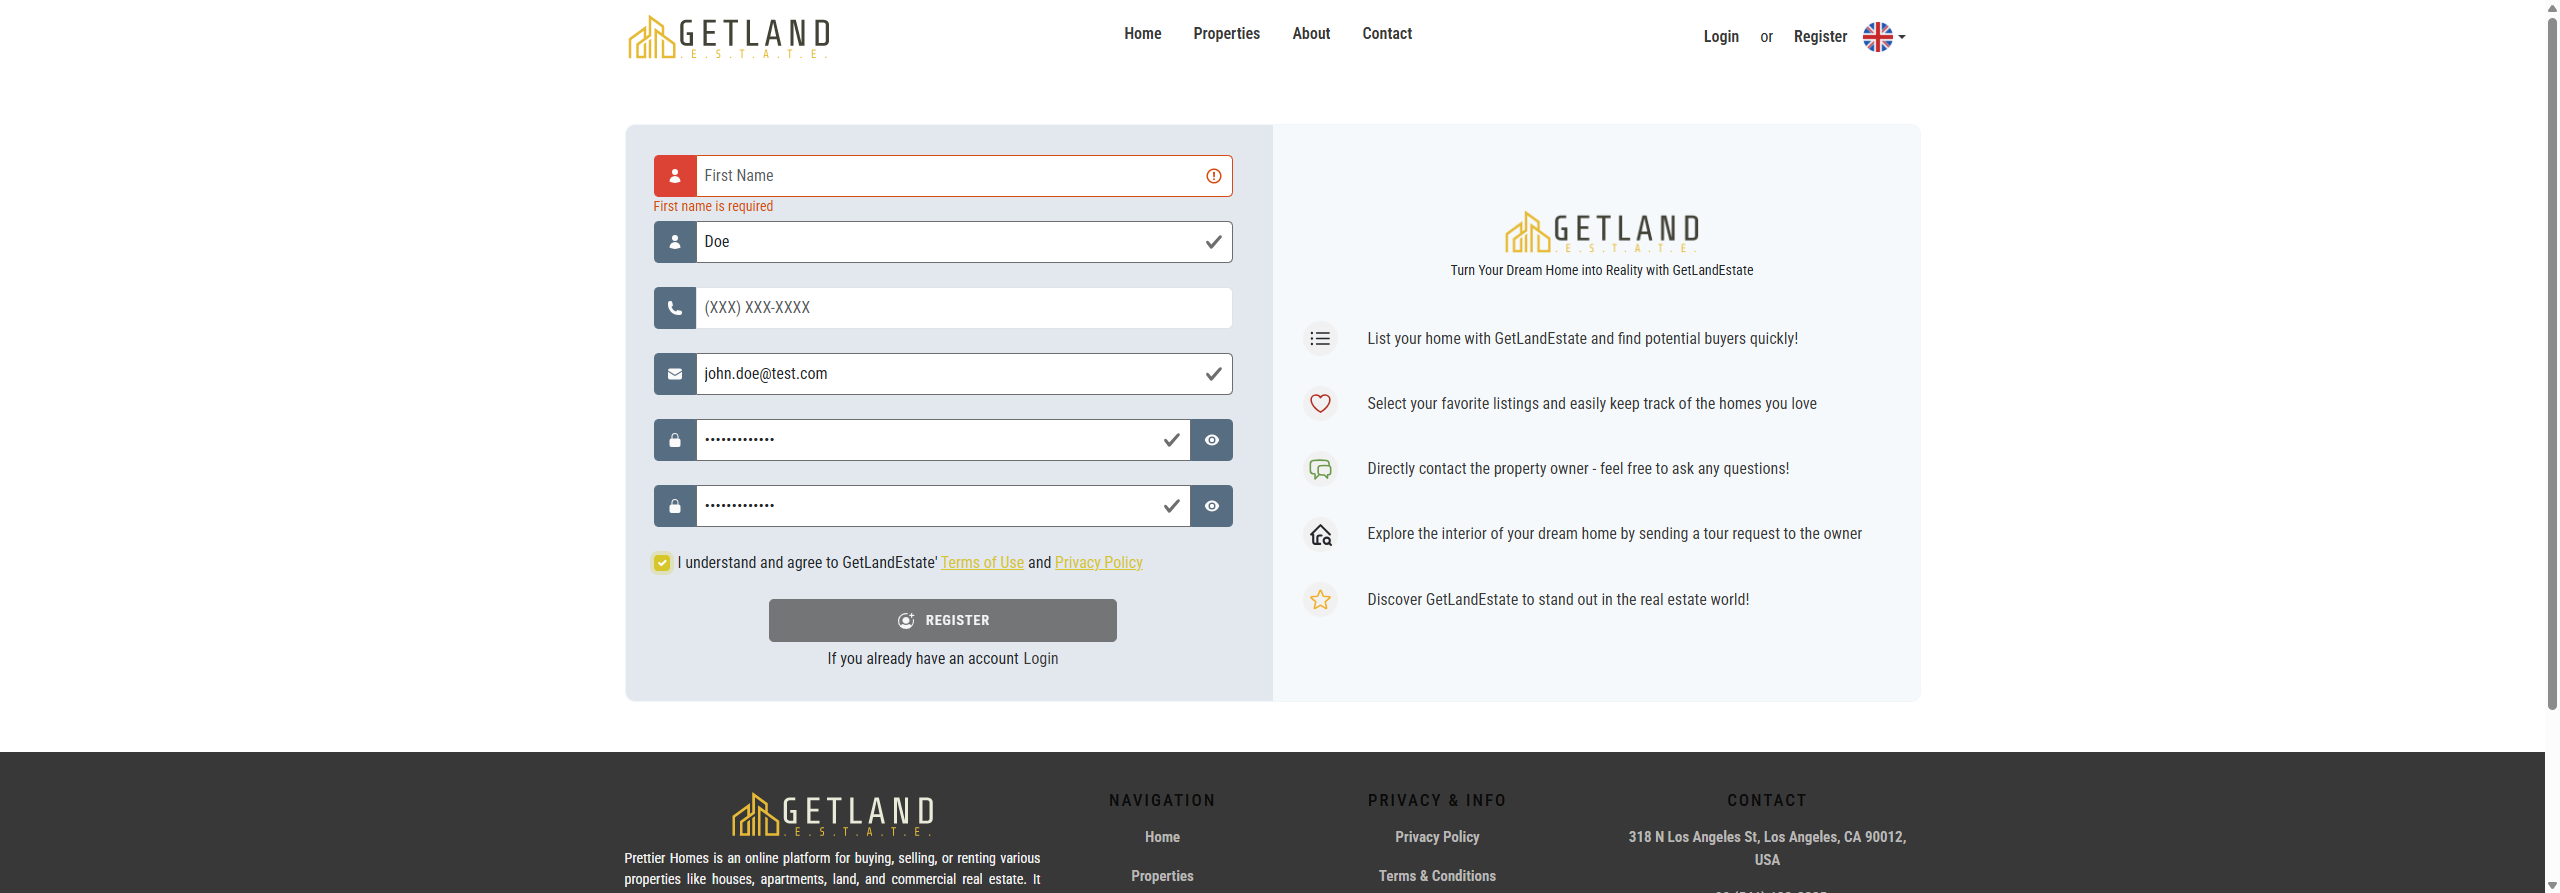 GETLAND
.E.S.T.A.T.E.
Home Properties About Contact
Login or Register
First Name
First name is required
Doe
(XXX) XXX-XXXX
john.doe@test.com
•••••••••••••
•••••••••••••
I understand and agree to GetLandEstate' Terms of Use and Privacy Policy
REGISTER
If you already have an account Login
GETLAND
.E.S.T.A.T.E.
Turn Your Dream Home into Reality with GetLandEstate
List your home with GetLandEstate and find potential buyers quickly!
Select your favorite listings and easily keep track of the homes you love
Directly contact the property owner - feel free to ask any questions!
Explore the interior of your dream home by sending a tour request to the owner
Discover GetLandEstate to stand out in the real estate world!
GETLAND
.E.S.T.A.T.E.
Prettier Homes is an online platform for buying, selling, or renting various
properties like houses, apartments, land, and commercial real estate. It
NAVIGATION
Home
Properties
PRIVACY & INFO
Privacy Policy
Terms & Conditions
CONTACT
318 N Los Angeles St, Los Angeles, CA 90012,
USA